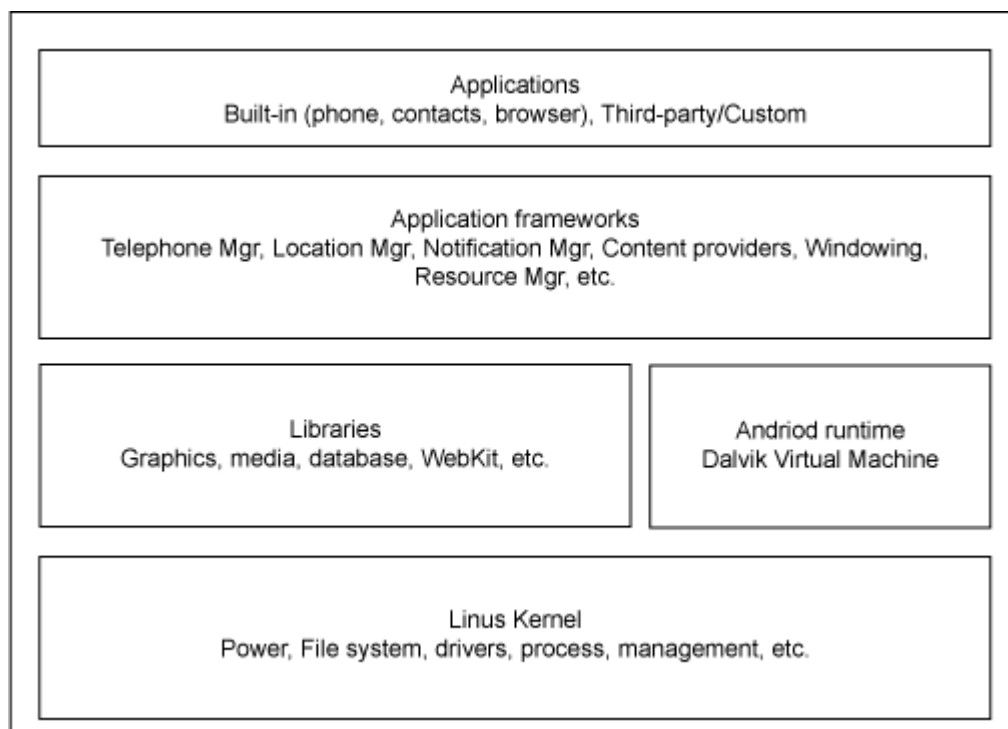 Applications
Built-in (phone, contacts, browser), Third-party/Custom
Application frameworks
Telephone Mgr, Location Mgr, Notification Mgr, Content providers, Windowing,
Resource Mgr, etc.
Libraries
Graphics, media, database, WebKit, etc.
Andriod runtime
Dalvik Virtual Machine
Linus Kernel
Power, File system, drivers, process, management, etc.